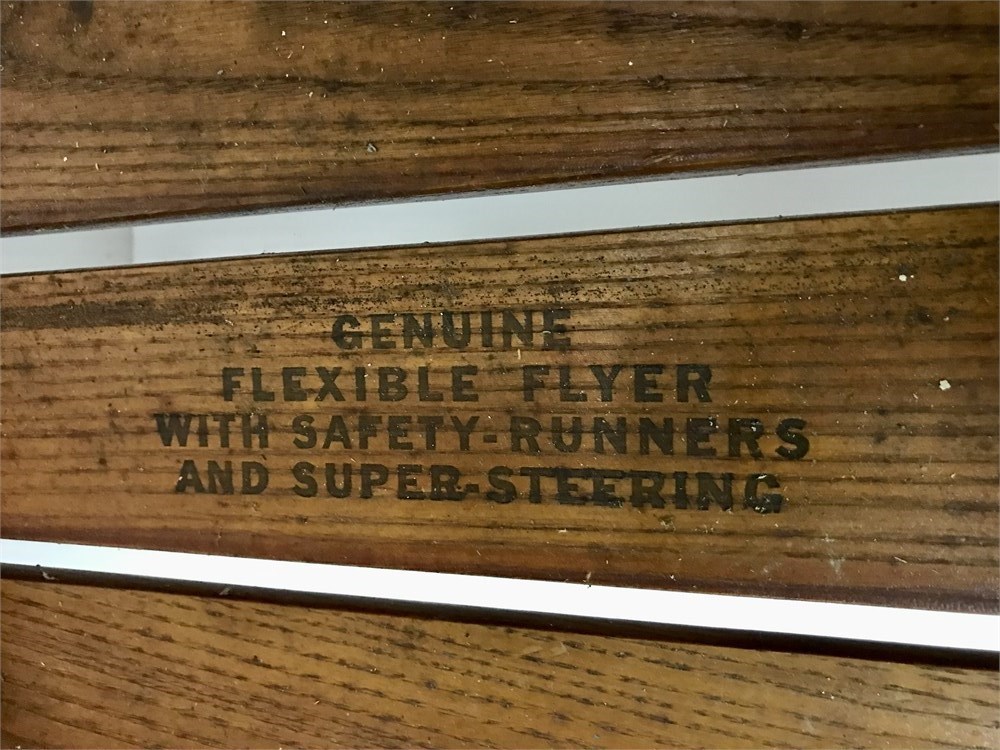 GENUINE
FLEXIBLE FLYER
WITH SAFETY-RUNNERS
AND SUPER-STEERING